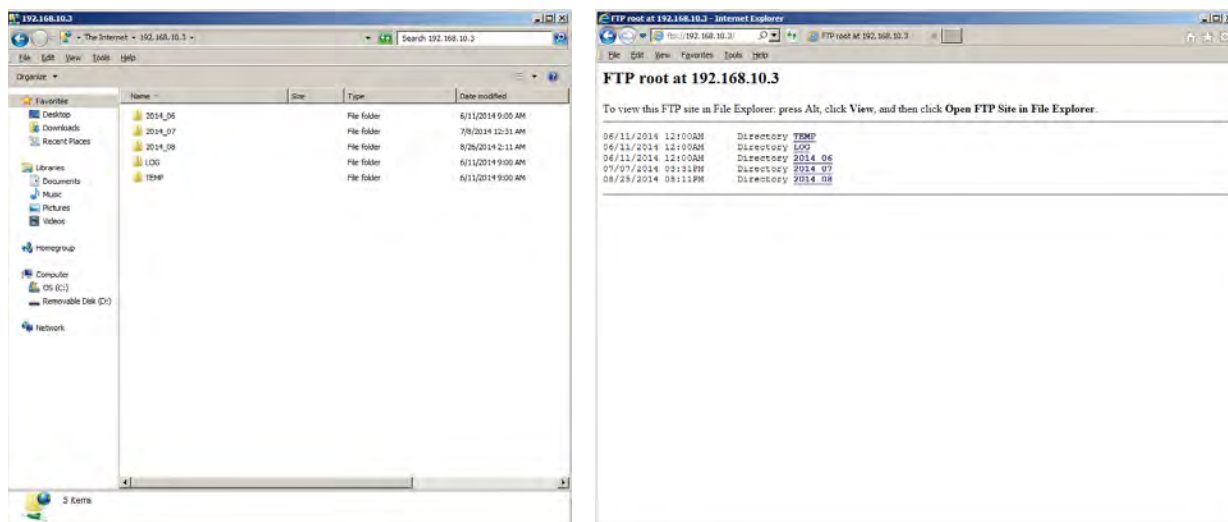 192.168.10.3
The Internet 192.168.10.3
Search 192.168.10.3
File Edit View Tools Help
Organize
Name Size Type Date modified
Favorites
Desktop
Downloads
Recent Places
Libraries
Documents
Music
Pictures
Videos
Homegroup
Computer
OS (C:)
Removable Disk (D:)
Network
2014_06 File folder 6/11/2014 9:00 AM
2014_07 File folder 7/8/2014 12:31 AM
2014_08 File folder 8/26/2014 2:11 AM
LOG File folder 6/11/2014 9:00 AM
TEMP File folder 6/11/2014 9:00 AM
5 items
FTP root at 192.168.10.3 - Internet Explorer
ftp://192.168.10.3/
FTP root at 192.168.10.3
File Edit View Favorites Tools Help
FTP root at 192.168.10.3
To view this FTP site in File Explorer: press Alt, click View, and then click Open FTP Site in File Explorer.
06/11/2014 12:00AM Directory TEMP
06/11/2014 12:00AM Directory LOG
06/11/2014 12:00AM Directory 2014_06
07/07/2014 03:31PM Directory 2014_07
08/25/2014 05:11PM Directory 2014_08